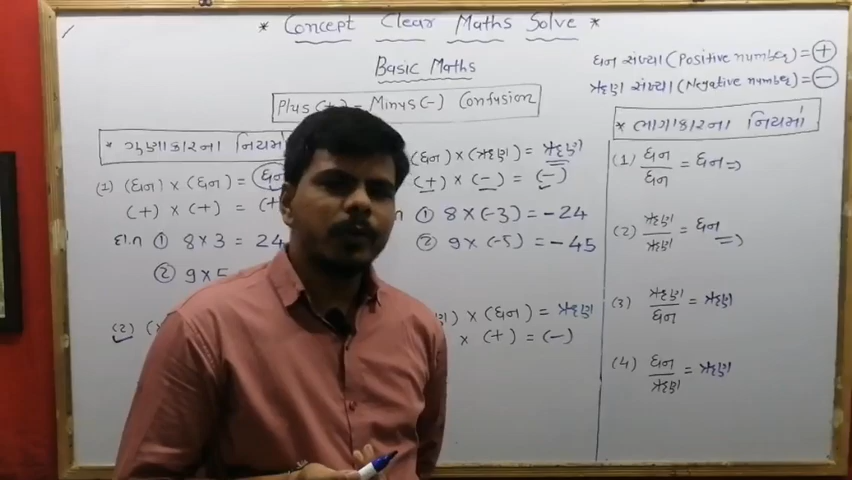 * Concept Clear Maths Solve *
Basic Maths
Plus (+) - Minus (-) Confusion
ધન સંખ્યા (Positive number) = +
ઋણ સંખ્યા (Negative number) = -
* ગુણાકારના નિયમો
(1) (ધન) x (ધન) = ધન
(+) x (+) = (+
દા.ત ① 8 x 3 = 24
② 9 x 5
(2)
(ધન) x (ઋણ) = ઋણ
(+) x (-) = (-)
① 8 x (-3) = -24
② 9 x (-5) = -45
x (ધન) = ઋણ
x (+) = (-)
* ભાગાકારના નિયમો
(1) ધન/ધન = ધન =>
(2) ઋણ/ઋણ = ધન =>
(3) ઋણ/ધન = ઋણ
(4) ધન/ઋણ = ઋણ